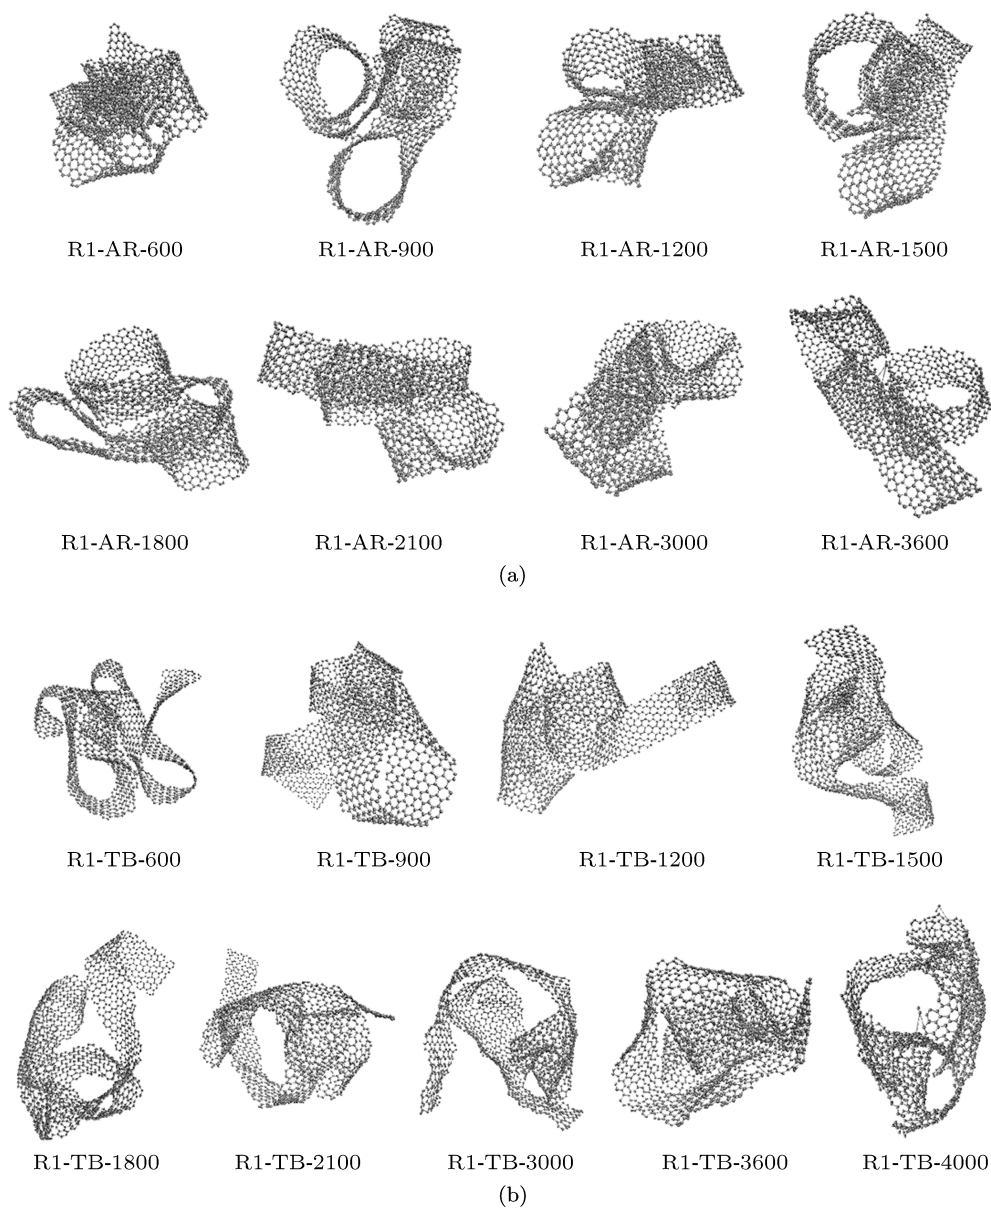 R1-AR-600 R1-AR-900 R1-AR-1200 R1-AR-1500
R1-AR-1800 R1-AR-2100 R1-AR-3000 R1-AR-3600
(a)
R1-TB-600 R1-TB-900 R1-TB-1200 R1-TB-1500
R1-TB-1800 R1-TB-2100 R1-TB-3000 R1-TB-3600 R1-TB-4000
(b)